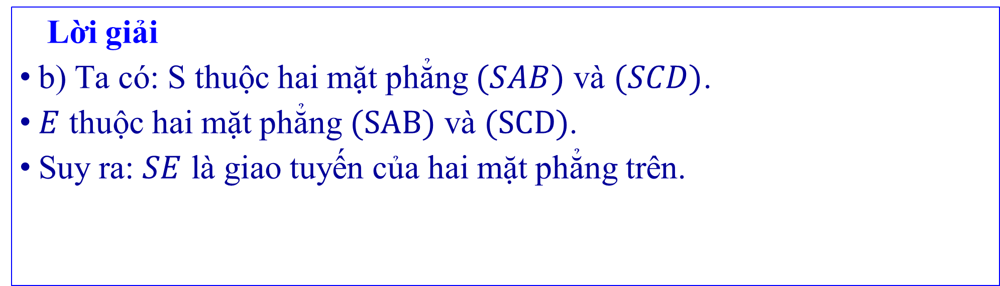 Lời giải
• b) Ta có: S thuộc hai mặt phẳng (SAB) và (SCD).
• E thuộc hai mặt phẳng (SAB) và (SCD).
• Suy ra: SE là giao tuyến của hai mặt phẳng trên.